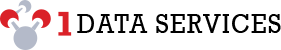 1 DATA SERVICES